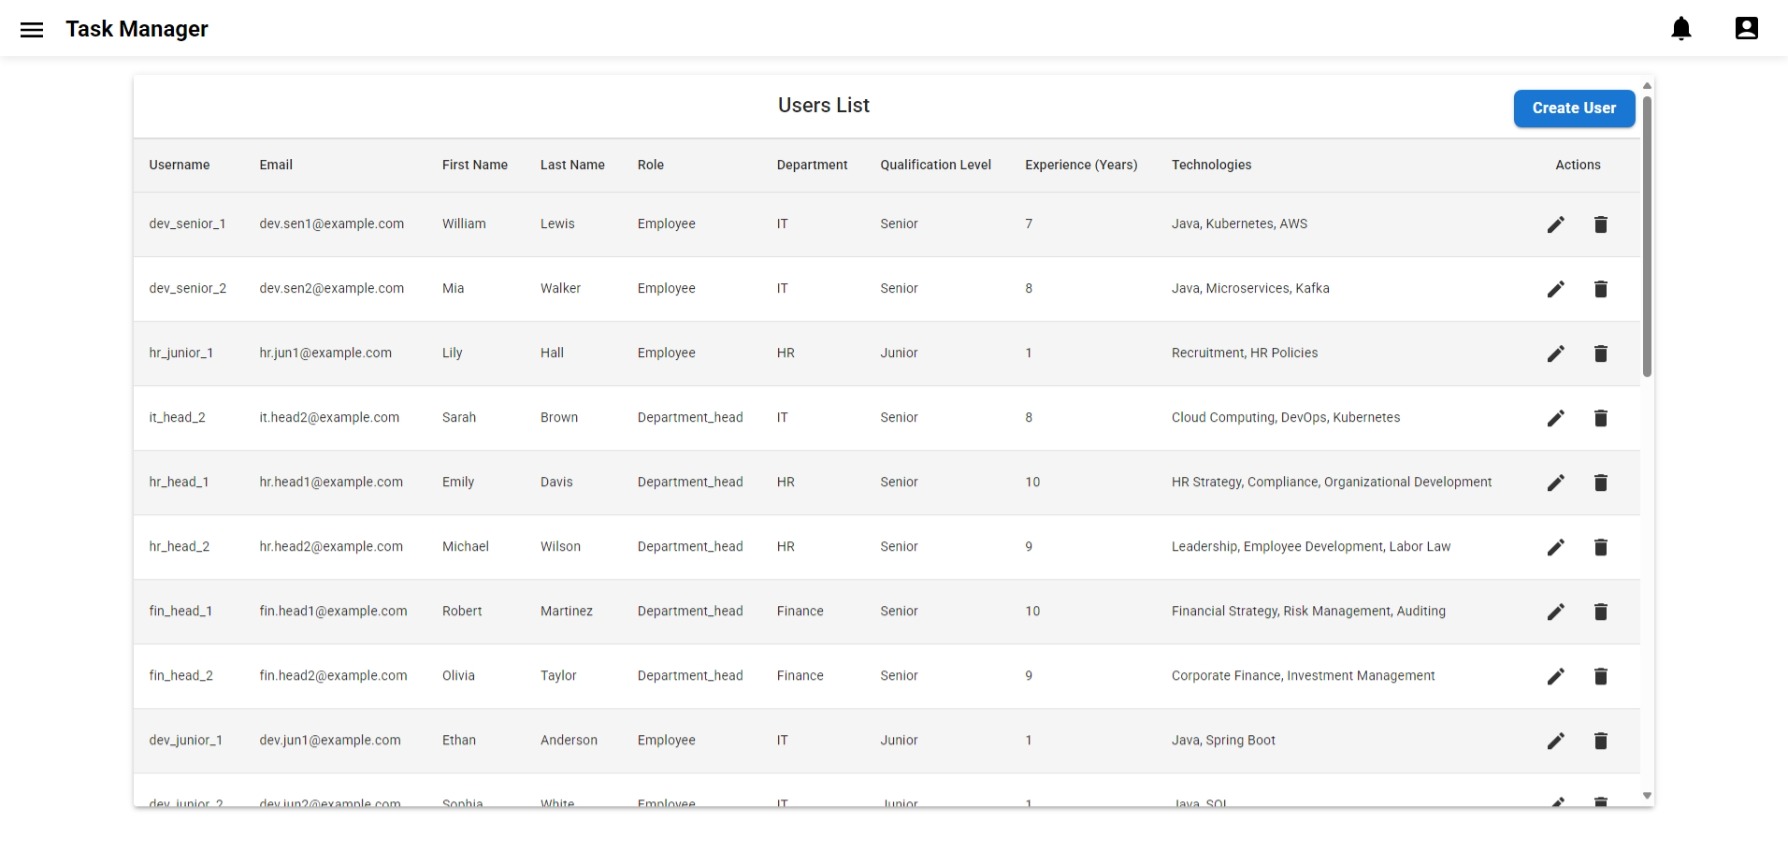 Task Manager
Users List
Create User
Username Email First Name Last Name Role Department Qualification Level Experience (Years) Technologies Actions
dev_senior_1 dev.sen1@example.com William Lewis Employee IT Senior 7 Java, Kubernetes, AWS
dev_senior_2 dev.sen2@example.com Mia Walker Employee IT Senior 8 Java, Microservices, Kafka
hr_junior_1 hr.jun1@example.com Lily Hall Employee HR Junior 1 Recruitment, HR Policies
it_head_2 it.head2@example.com Sarah Brown Department_head IT Senior 8 Cloud Computing, DevOps, Kubernetes
hr_head_1 hr.head1@example.com Emily Davis Department_head HR Senior 10 HR Strategy, Compliance, Organizational Development
hr_head_2 hr.head2@example.com Michael Wilson Department_head HR Senior 9 Leadership, Employee Development, Labor Law
fin_head_1 fin.head1@example.com Robert Martinez Department_head Finance Senior 10 Financial Strategy, Risk Management, Auditing
fin_head_2 fin.head2@example.com Olivia Taylor Department_head Finance Senior 9 Corporate Finance, Investment Management
dev_junior_1 dev.jun1@example.com Ethan Anderson Employee IT Junior 1 Java, Spring Boot
dev_junior_2 dev.jun2@example.com Sophia White Employee IT Junior 1 Java, SQL